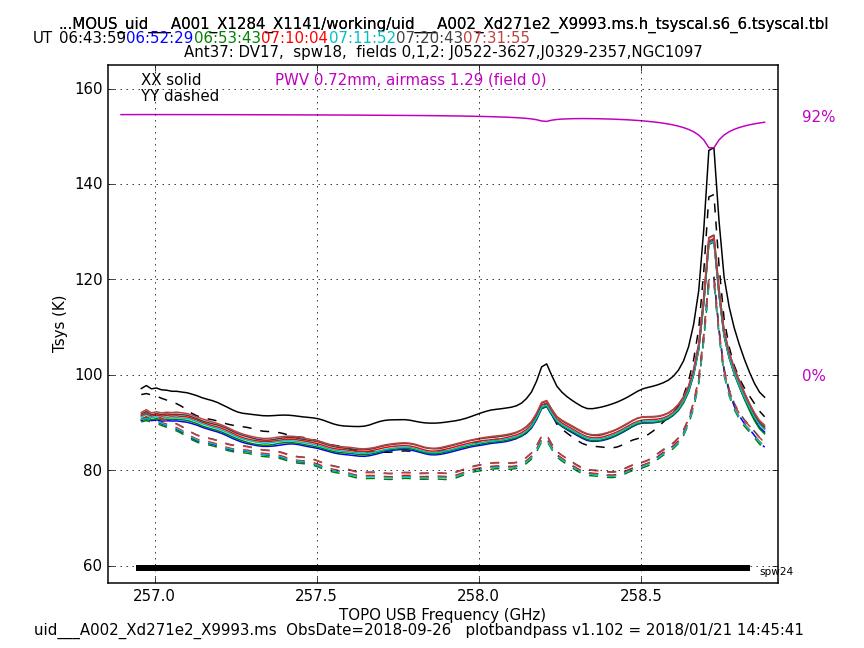 ...MOUS_uid___A001_X1284_X1141/working/uid___A002_Xd271e2_X9993.ms.h_tsyscal.s6_6.tsyscal.tbl
UT 06:43:59 06:52:29 06:53:43 07:10:04 07:11:52 07:20:43 07:31:55
Ant37: DV17,  spw18,  fields 0,1,2: J0522-3627,J0329-2357,NGC1097
XX solid
PWV 0.72mm, airmass 1.29 (field 0)
YY dashed
160
140
120
100
80
60
Tsys (K)
92%
0%
spw24
257.0 257.5 258.0 258.5
TOPO USB Frequency (GHz)
uid___A002_Xd271e2_X9993.ms  ObsDate=2018-09-26   plotbandpass v1.102 = 2018/01/21 14:45:41